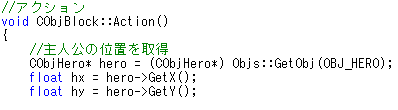 //アクション
void CObjBlock::Action()
{
//主人公の位置を取得
CObjHero* hero = (CObjHero*) Objs::GetObj(OBJ_HERO);
float hx = hero->GetX();
float hy = hero->GetY();